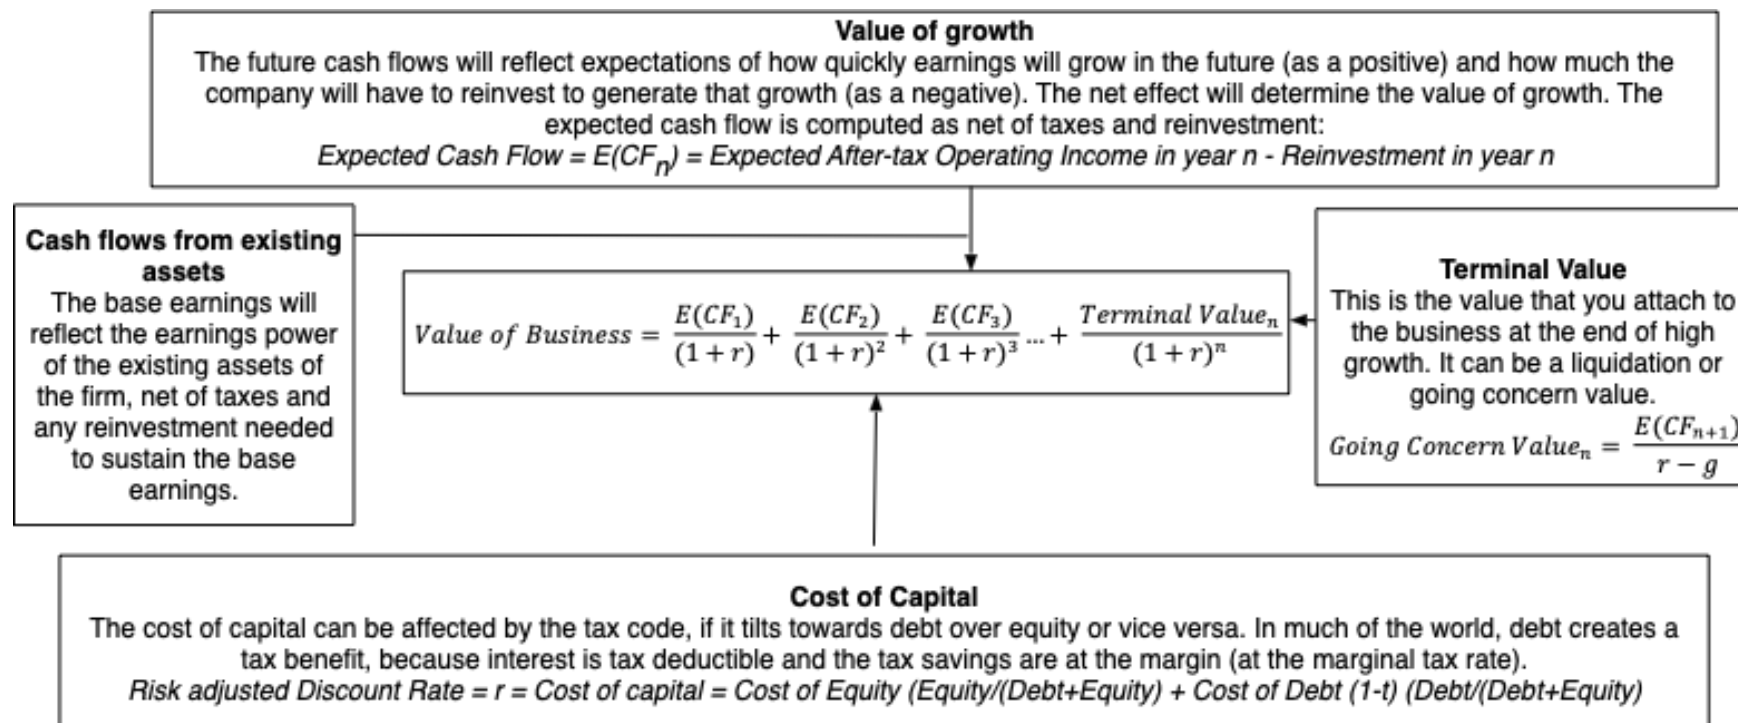 Value of growth
The future cash flows will reflect expectations of how quickly earnings will grow in the future (as a positive) and how much the
company will have to reinvest to generate that growth (as a negative). The net effect will determine the value of growth. The
expected cash flow is computed as net of taxes and reinvestment:
Expected Cash Flow = E(CFₙ) = Expected After-tax Operating Income in year n - Reinvestment in year n
Cash flows from existing
assets
The base earnings will
reflect the earnings power
of the existing assets of
the firm, net of taxes and
any reinvestment needed
to sustain the base
earnings.
Value of Business = E(CF₁)/(1 + r) + E(CF₂)/(1 + r)² + E(CF₃)/(1 + r)³ ... + Terminal Valueₙ/(1 + r)ⁿ
Terminal Value
This is the value that you attach to
the business at the end of high
growth. It can be a liquidation or
going concern value.
Going Concern Valueₙ = E(CFₙ₊₁)/r − g
Cost of Capital
The cost of capital can be affected by the tax code, if it tilts towards debt over equity or vice versa. In much of the world, debt creates a
tax benefit, because interest is tax deductible and the tax savings are at the margin (at the marginal tax rate).
Risk adjusted Discount Rate = r = Cost of capital = Cost of Equity (Equity/(Debt+Equity) + Cost of Debt (1-t) (Debt/(Debt+Equity)